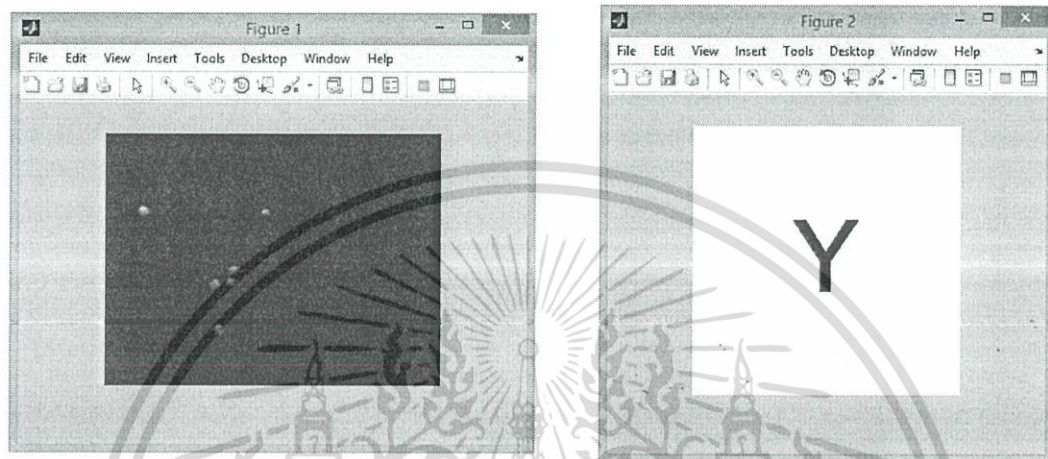 Figure 1
File Edit View Insert Tools Desktop Window Help
Figure 2
File Edit View Insert Tools Desktop Window Help
Y